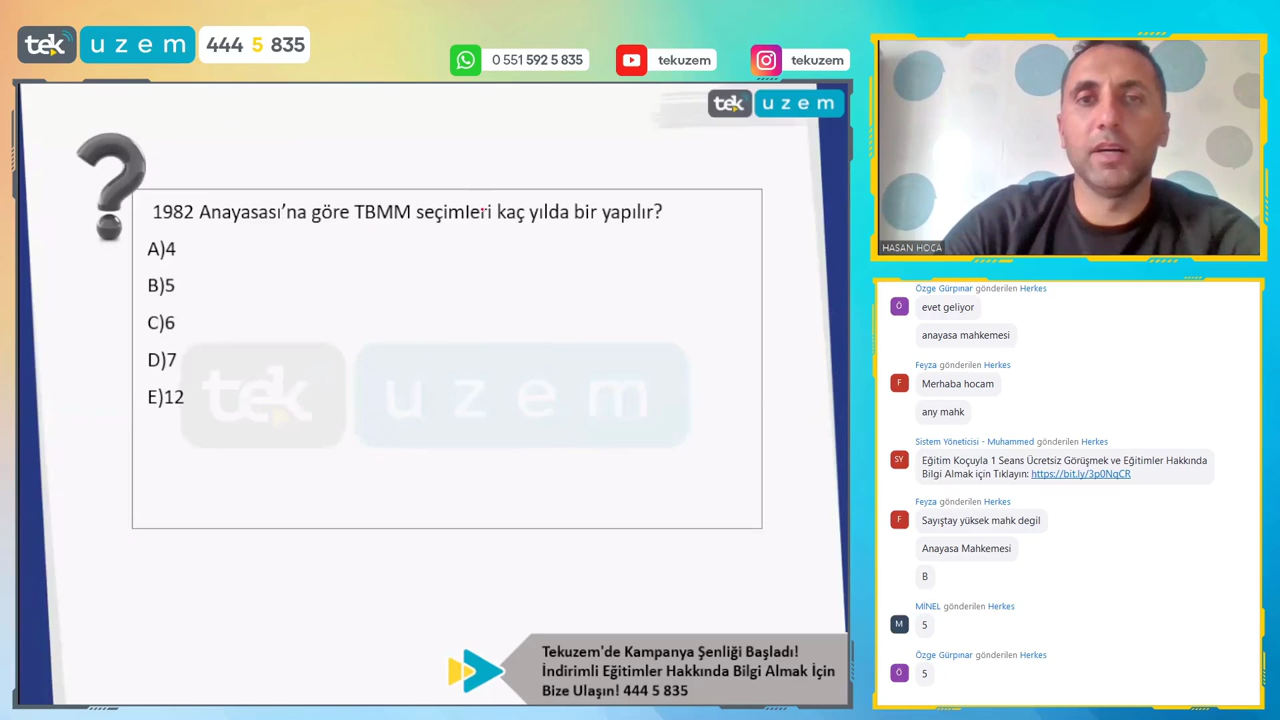 tek uzem 444 5 835
0 551 592 5 835
tekuzem
tekuzem
tek uzem
1982 Anayasası'na göre TBMM seçimleri kaç yılda bir yapılır?
A)4
B)5
C)6
D)7
E)12
tek uzem
Tekuzem'de Kampanya Şenliği Başladı!
İndirimli Eğitimler Hakkında Bilgi Almak İçin
Bize Ulaşın! 444 5 835
HASAN HOCA
Özge Gürpınar gönderilen Herkes
Ö
evet geliyor
anayasa mahkemesi
Feyza gönderilen Herkes
F
Merhaba hocam
any mahk
Sistem Yöneticisi - Muhammed gönderilen Herkes
SY
Eğitim Koçuyla 1 Seans Ücretsiz Görüşmek ve Eğitimler Hakkında
Bilgi Almak için Tıklayın: https://bit.ly/3p0NqCR
Feyza gönderilen Herkes
F
Sayıştay yüksek mahk degil
Anayasa Mahkemesi
B
MİNEL gönderilen Herkes
M
5
Özge Gürpınar gönderilen Herkes
Ö
5